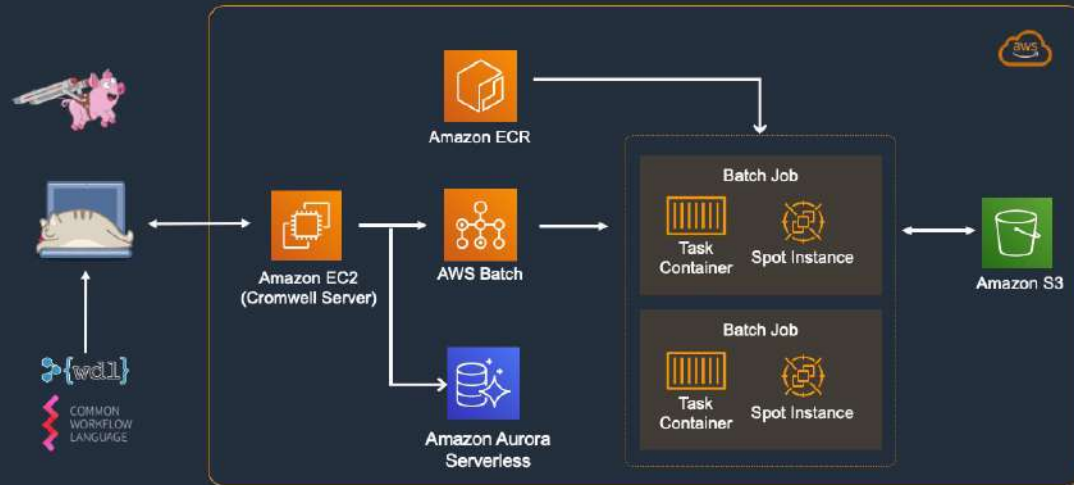 aws
Amazon ECR
Batch Job
Task
Container
Spot Instance
Amazon EC2
(Cromwell Server)
AWS Batch
Amazon S3
Batch Job
Task
Container
Spot Instance
{wdl}
COMMON
WORKFLOW
LANGUAGE
Amazon Aurora
Serverless